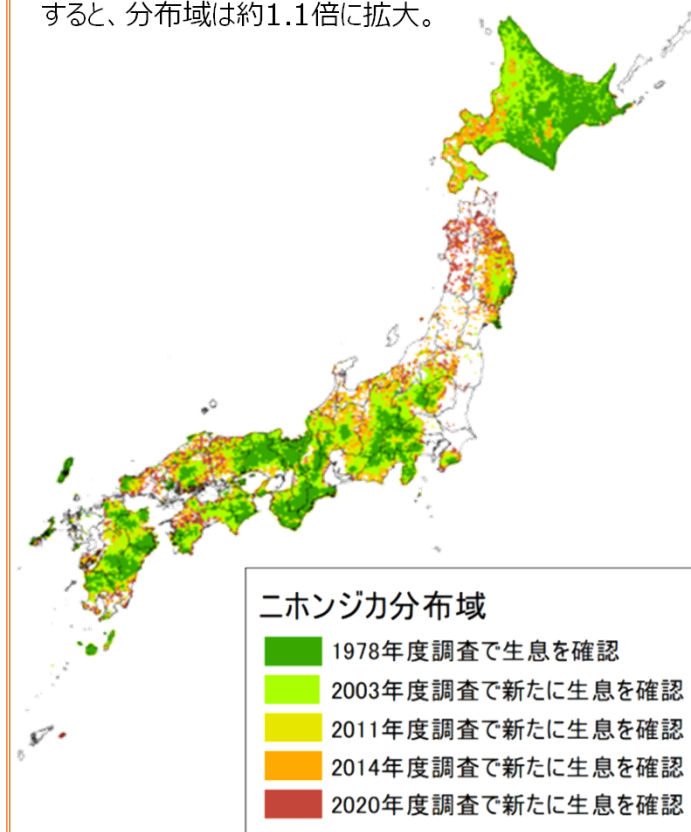 すると、分布域は約1.1倍に拡大。
ニホンジカ分布域
1978年度調査で生息を確認
2003年度調査で新たに生息を確認
2011年度調査で新たに生息を確認
2014年度調査で新たに生息を確認
2020年度調査で新たに生息を確認